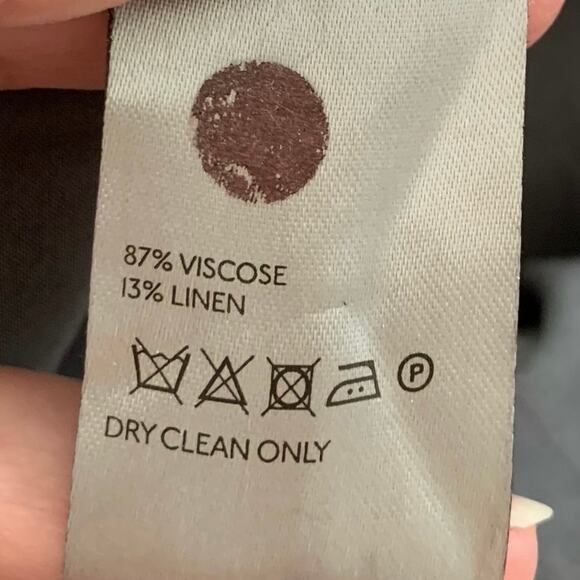 87% VISCOSE
13% LINEN
P
DRY CLEAN ONLY